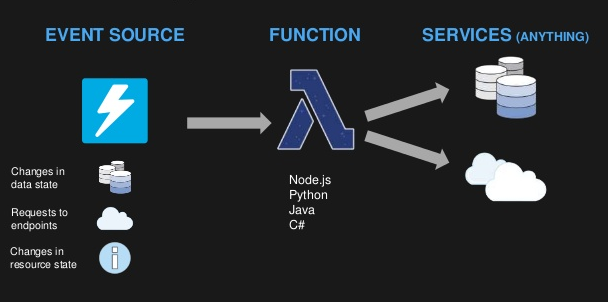 EVENT SOURCE
FUNCTION
SERVICES (ANYTHING)
Changes in
data state
Requests to
endpoints
Changes in
resource state
Node.js
Python
Java
C#